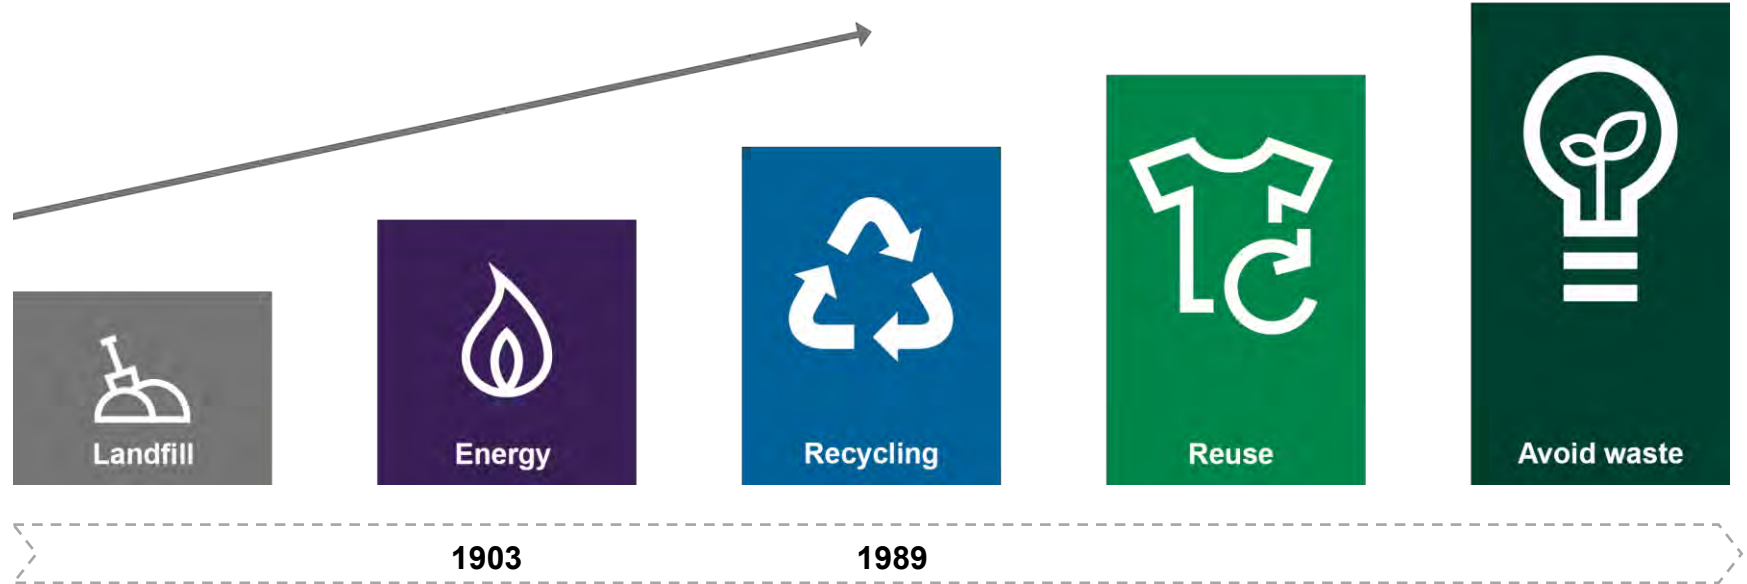 Landfill
Energy
Recycling
Reuse
Avoid waste
1903
1989